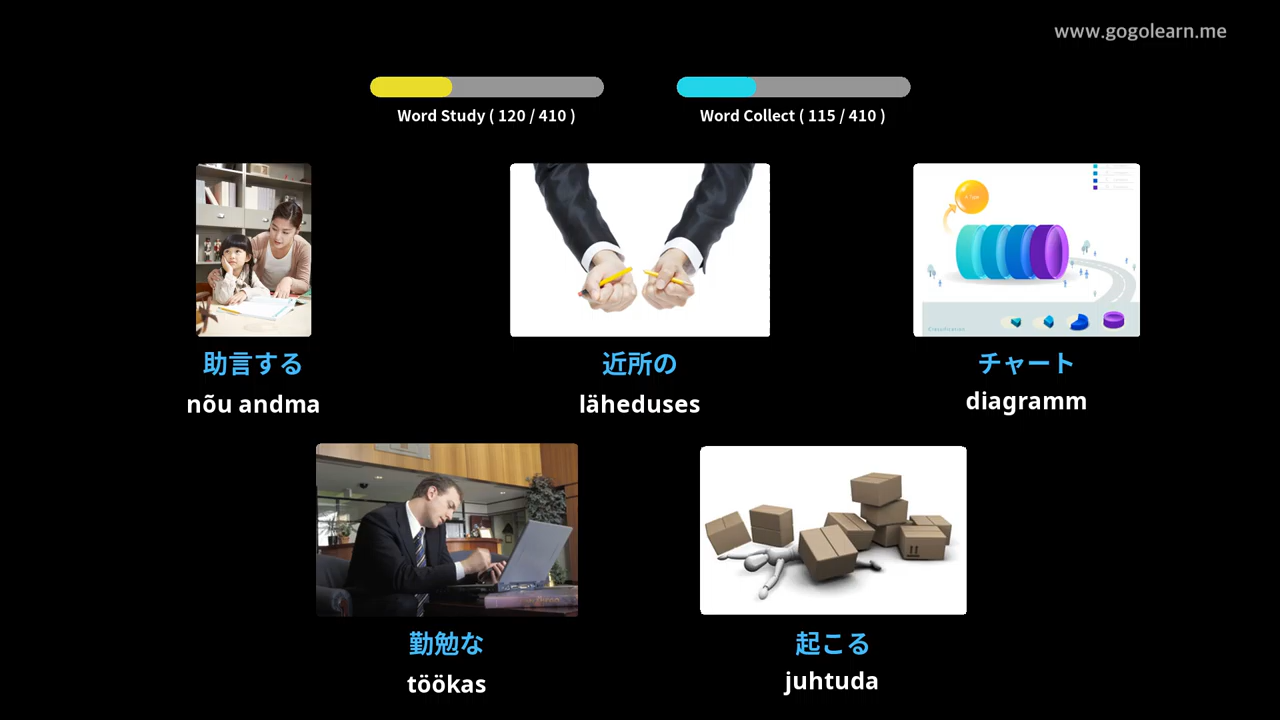 www.gogolearn.me
Word Study ( 120 / 410 )
Word Collect ( 115 / 410 )
助言する
nõu andma
近所の
läheduses
チャート
diagramm
勤勉な
töökas
起こる
juhtuda